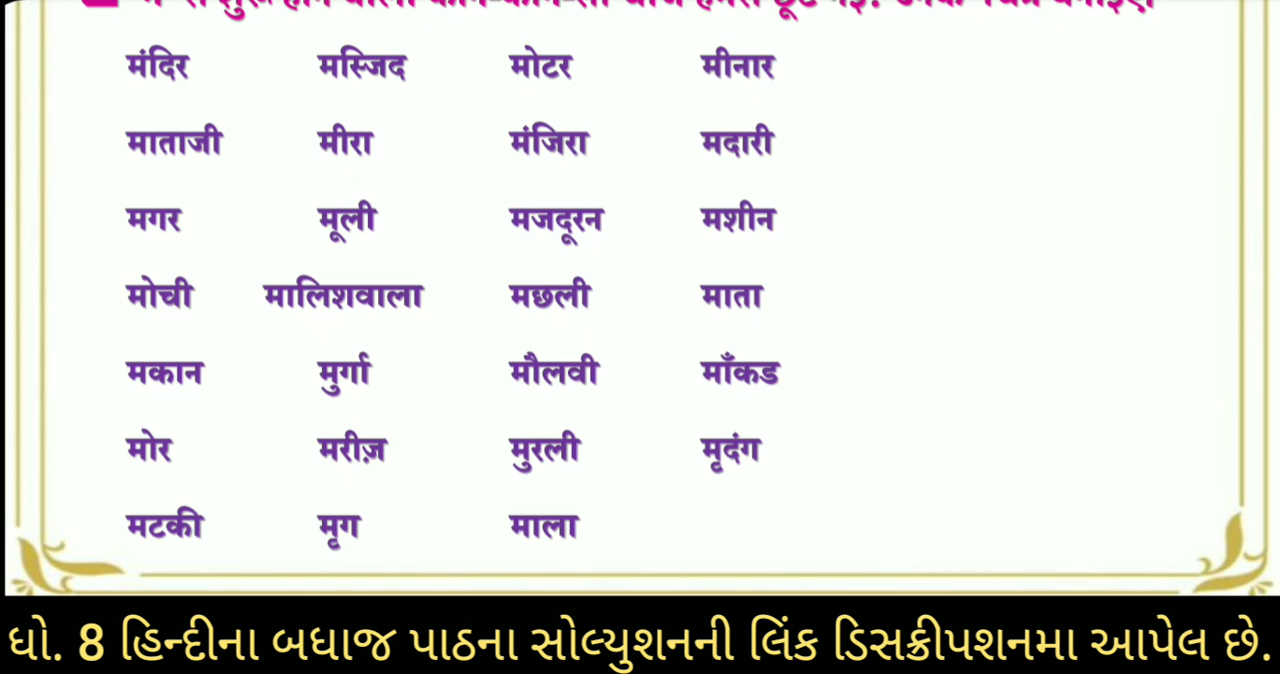 मंदिर मस्जिद मोटर मीनार
माताजी मीरा मंजिरा मदारी
मगर मूली मजदूरन मशीन
मोची मालिशवाला मछली माता
मकान मुर्गा मौलवी माँकड
मोर मरीज़ मुरली मृदंग
मटकी मृग माला
ધો. 8 હિન્દીના બધાજ પાઠના સોલ્યુશનની લિંક ડિસક્રીપશનમા આપેલ છે.